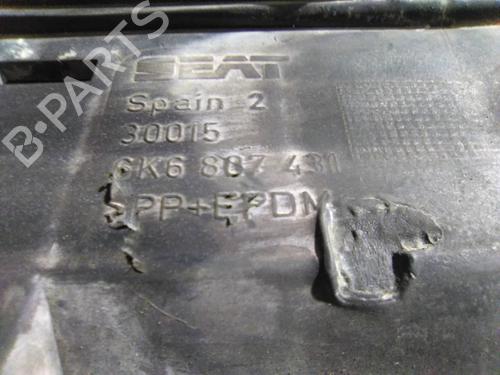 SEAT
Spain 2
30015
6K6 807 431
>PP+EPDM
B-PARTS